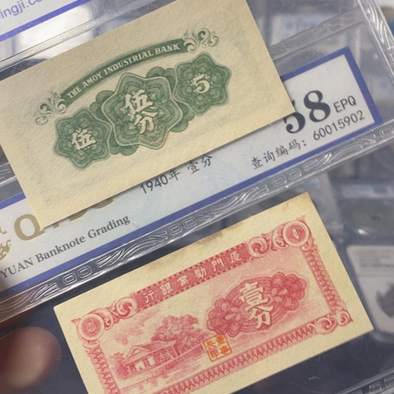 ingji.c
THE AMOY INDUSTRIAL BANK
伍
伍分
5
58 EPQ
1940年 壹分
查询编码: 60015902
YUAN Banknote Grading
行銀業勸門廈
壹分